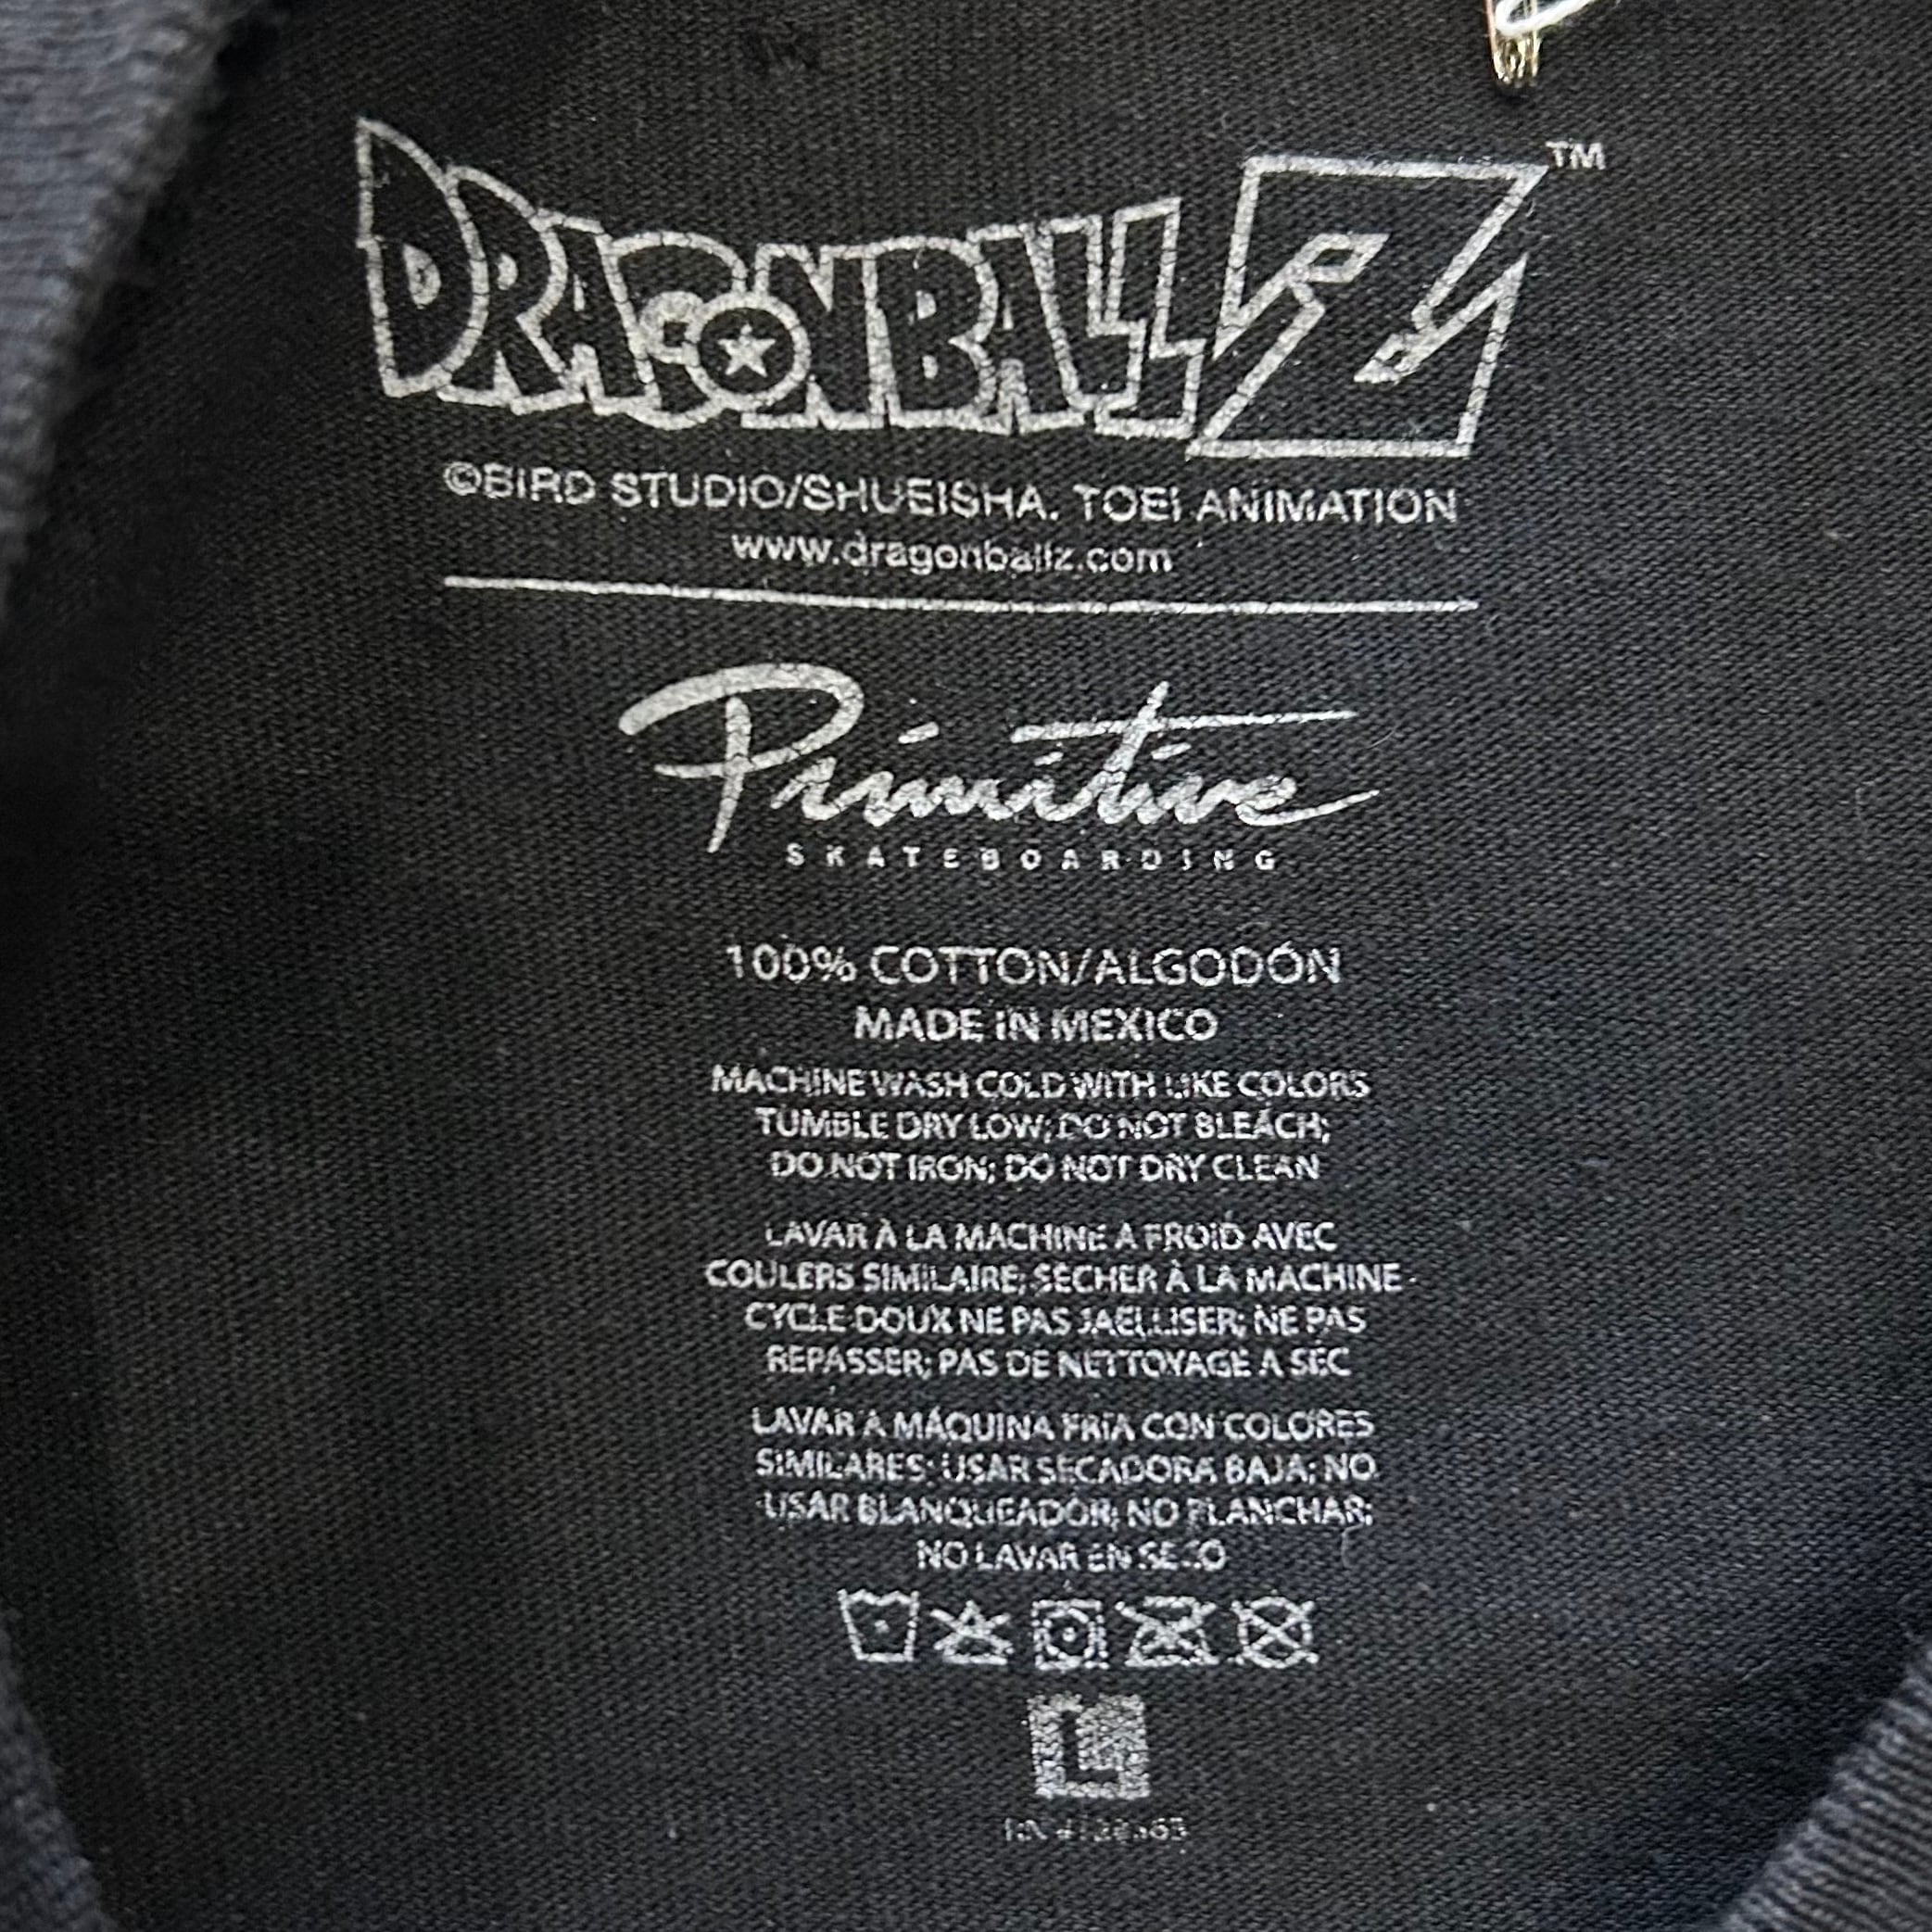 DRAGONBALL Z™
©BIRD STUDIO/SHUEISHA. TOEI ANIMATION
www.dragonballz.com
Primitive
SKATEBOARDING
100% COTTON/ALGODÓN
MADE IN MEXICO
MACHINE WASH COLD WITH LIKE COLORS
TUMBLE DRY LOW; DO NOT BLEACH;
DO NOT IRON; DO NOT DRY CLEAN
LAVAR À LA MACHINE A FROID AVEC
COULERS SIMILAIRE; SÉCHER À LA MACHINE
CYCLE DOUX NE PAS JAELLISER; NE PAS
REPASSER; PAS DE NETTOYAGE A SEC
LAVAR A MÁQUINA FRIA CON COLORES
SIMILARES; USAR SECADORA BAJA; NO
USAR BLANQUEADOR; NO PLANCHAR;
NO LAVAR EN SECO
L